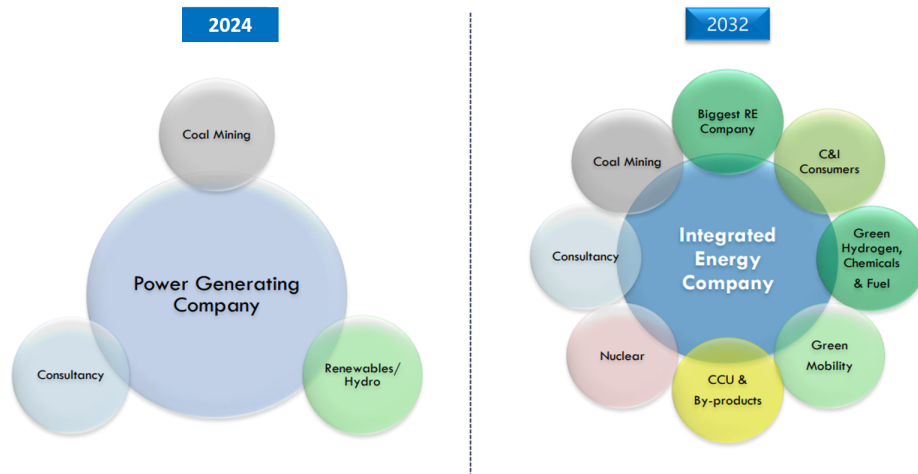 2024
Coal Mining
Power Generating
Company
Consultancy
Renewables/
Hydro
2032
Biggest RE
Company
Coal Mining
C&I
Consumers
Consultancy
Integrated
Energy
Company
Green
Hydrogen,
Chemicals
& Fuel
Nuclear
Green
Mobility
CCU &
By-products